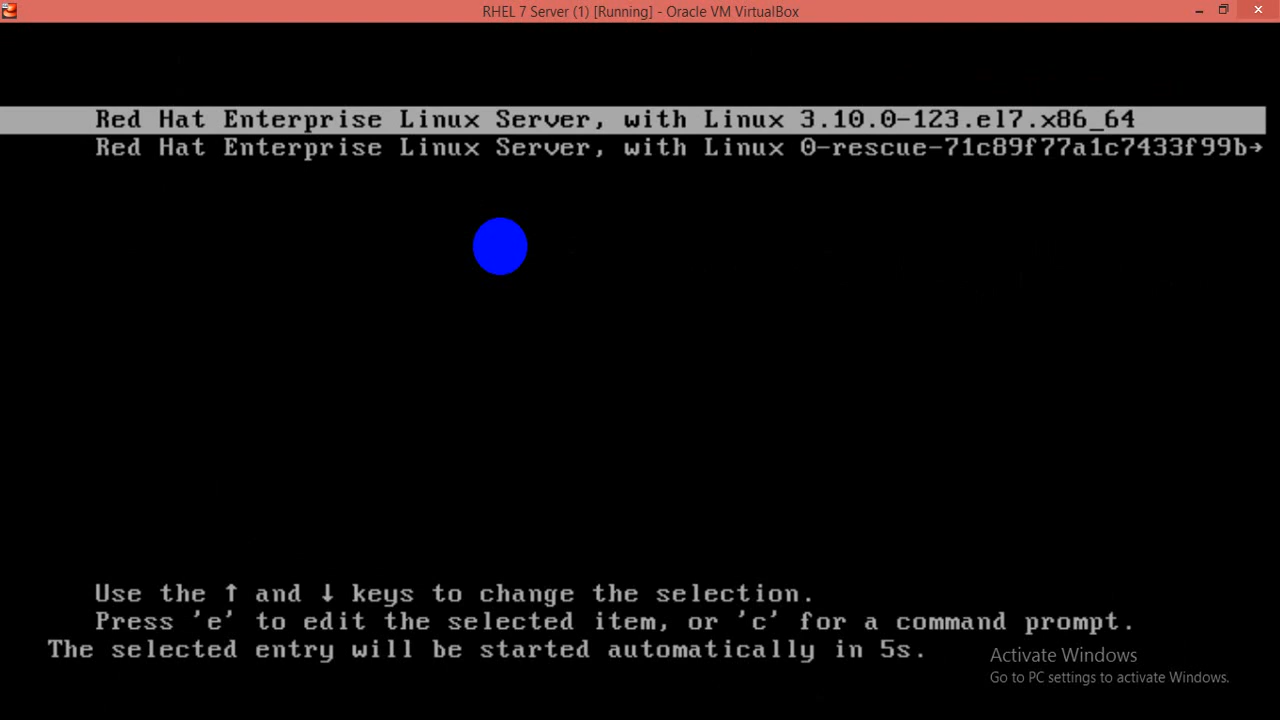 RHEL 7 Server (1) [Running] - Oracle VM VirtualBox
Red Hat Enterprise Linux Server, with Linux 3.10.0-123.el7.x86_64
Red Hat Enterprise Linux Server, with Linux 0-rescue-71c89f77a1c7433f99b→
Use the ↑ and ↓ keys to change the selection.
Press 'e' to edit the selected item, or 'c' for a command prompt.
The selected entry will be started automatically in 5s.
Activate Windows
Go to PC settings to activate Windows.